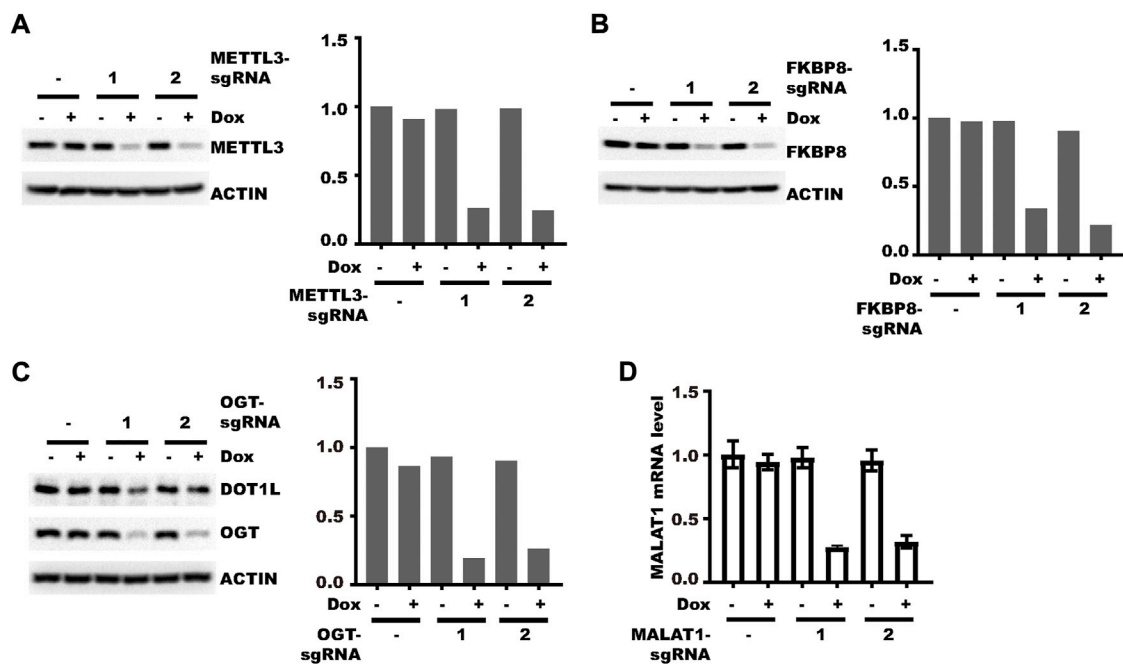 A
METTL3-
sgRNA
- 1 2
- + - + - + Dox
METTL3
ACTIN
1.5
1.0
0.5
0.0
Dox - + - + - +
METTL3-
sgRNA
- 1 2
B
FKBP8-
sgRNA
- 1 2
- + - + - + Dox
FKBP8
ACTIN
1.5
1.0
0.5
0.0
Dox - + - + - +
FKBP8-
sgRNA
- 1 2
C
OGT-
sgRNA
- 1 2
- + - + - + Dox
DOT1L
OGT
ACTIN
1.5
1.0
0.5
0.0
Dox - + - + - +
OGT-
sgRNA
- 1 2
D
MALAT1 mRNA level
1.5
1.0
0.5
0.0
Dox - + - + - +
MALAT1-
sgRNA
- 1 2